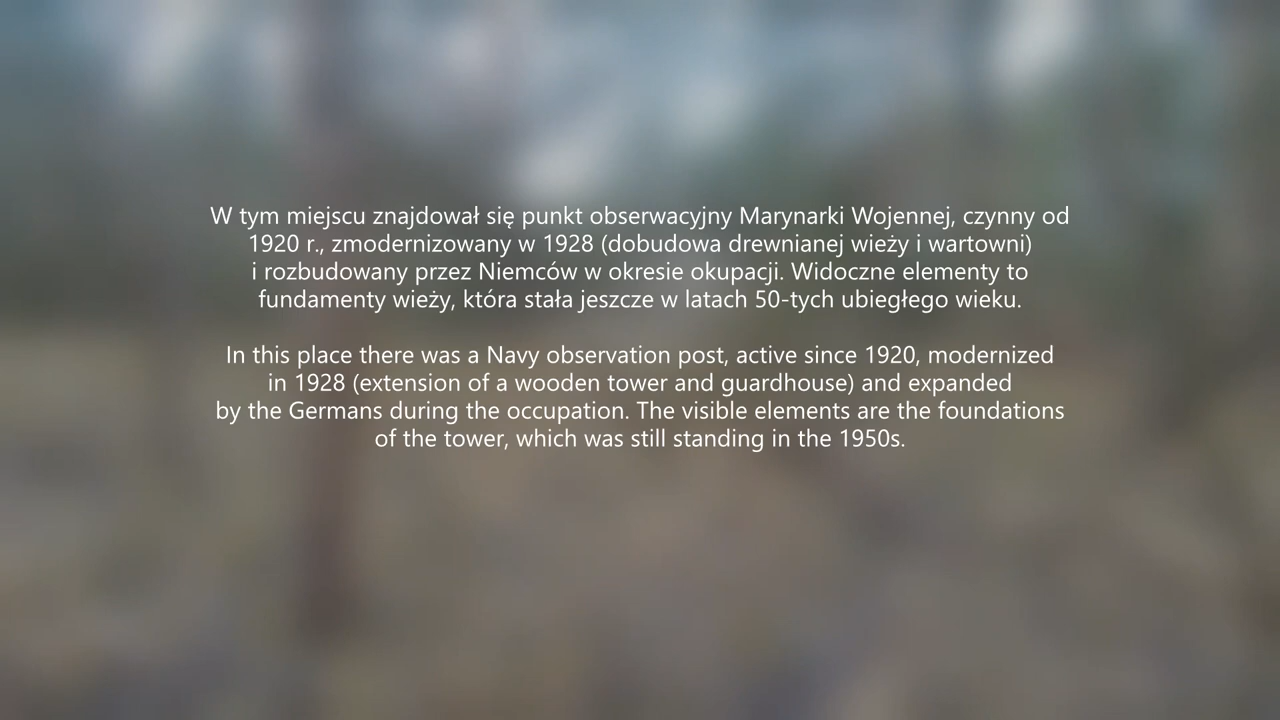 W tym miejscu znajdował się punkt obserwacyjny Marynarki Wojennej, czynny od
1920 r., zmodernizowany w 1928 (dobudowa drewnianej wieży i wartowni)
i rozbudowany przez Niemców w okresie okupacji. Widoczne elementy to
fundamenty wieży, która stała jeszcze w latach 50-tych ubiegłego wieku.
In this place there was a Navy observation post, active since 1920, modernized
in 1928 (extension of a wooden tower and guardhouse) and expanded
by the Germans during the occupation. The visible elements are the foundations
of the tower, which was still standing in the 1950s.